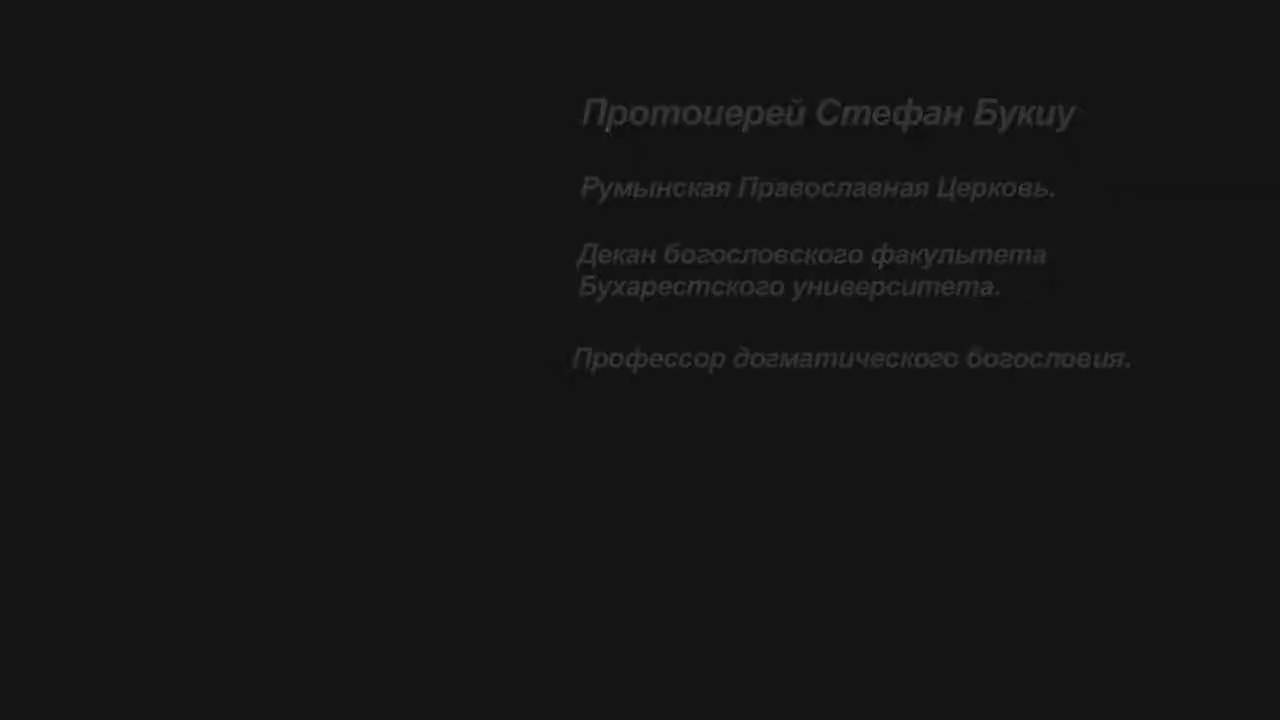 Протоиерей Стефан Букиу
Румынская Православная Церковь.
Декан богословского факультета
Бухарестского университета.
Профессор догматического богословия.